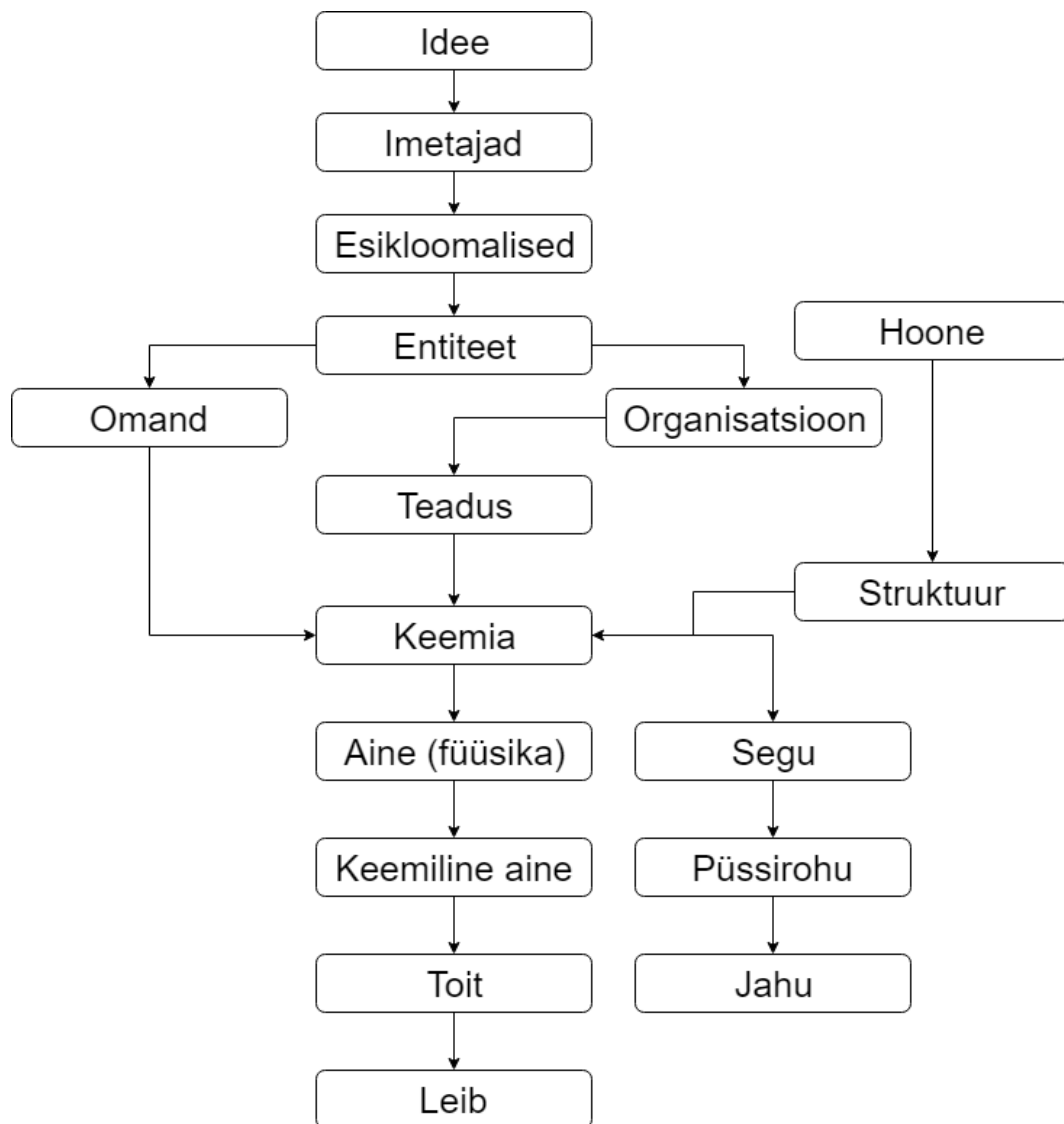 Idee
Imetajad
Esikloomalised
Entiteet
Hoone
Omand
Organisatsioon
Teadus
Struktuur
Keemia
Aine (füüsika)
Segu
Keemiline aine
Püssirohu
Toit
Jahu
Leib